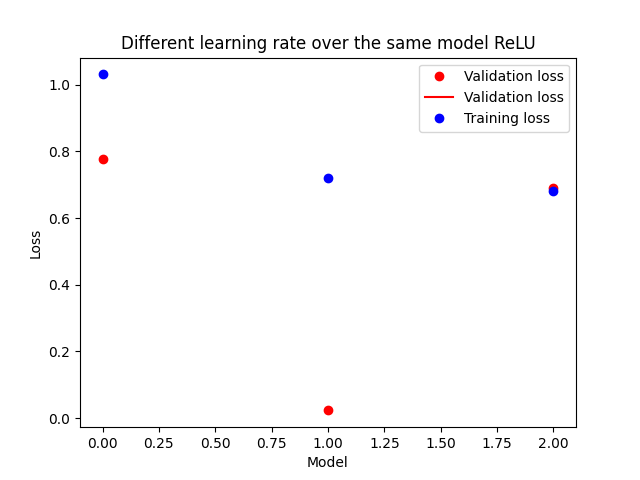 Different learning rate over the same model ReLU
Validation loss
Validation loss
Training loss
1.0
0.8
0.6
0.4
0.2
0.0
Loss
0.00 0.25 0.50 0.75 1.00 1.25 1.50 1.75 2.00
Model